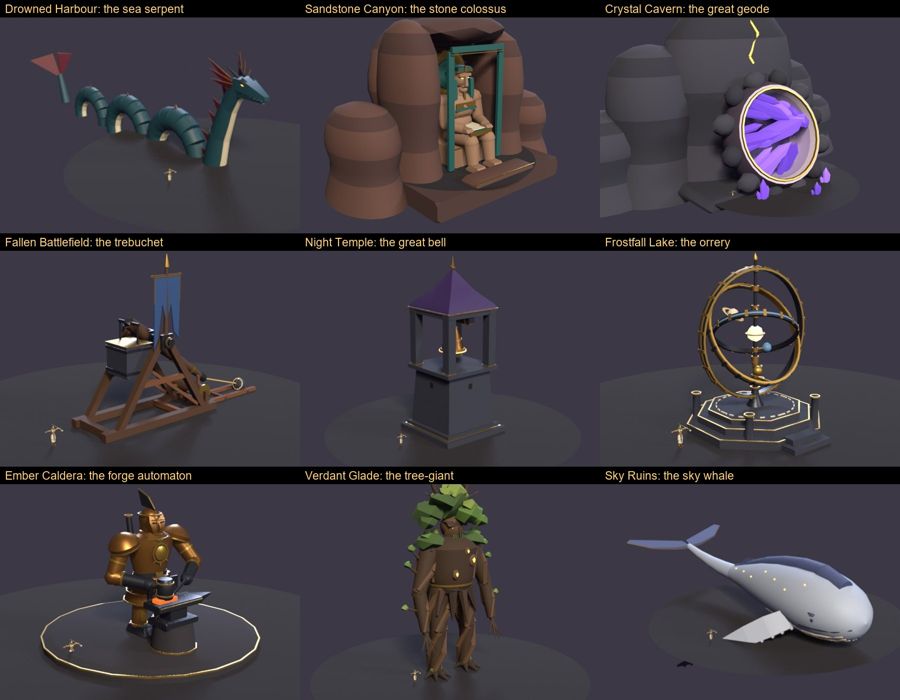 Drowned Harbour: the sea serpent
Sandstone Canyon: the stone colossus
Crystal Cavern: the great geode
Fallen Battlefield: the trebuchet
Night Temple: the great bell
Frostfall Lake: the orrery
Ember Caldera: the forge automaton
Verdant Glade: the tree-giant
Sky Ruins: the sky whale